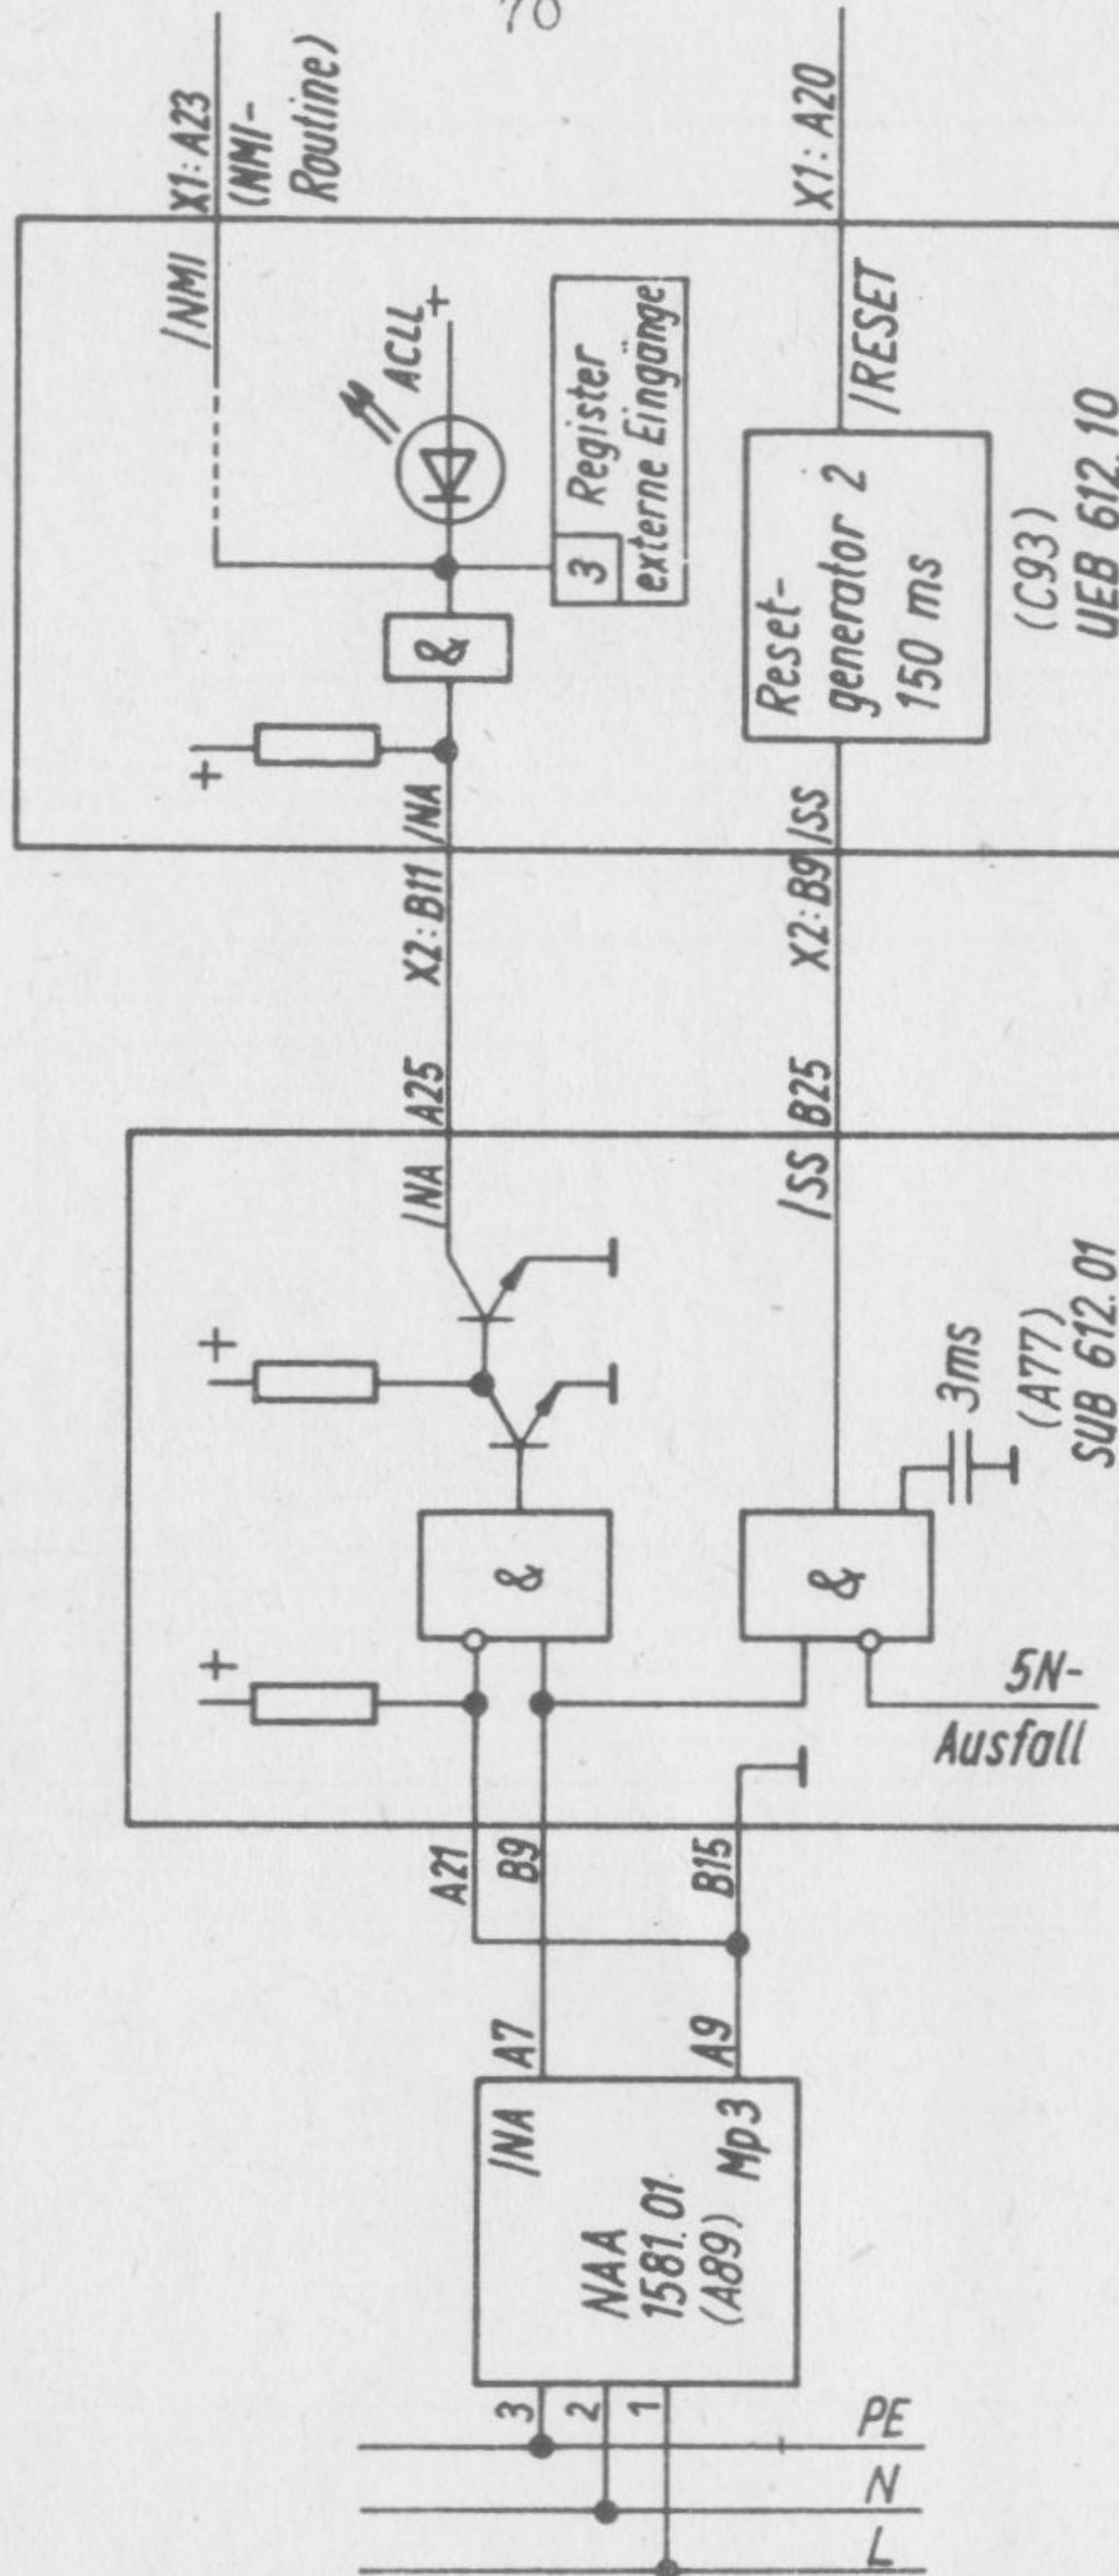 70
X1: A23
(NMI-
Routine)
X1: A20
/NMI
ACLL
+
3
Register
externe Eingänge
/RESET
&
Reset-
generator 2
150 ms
(C93)
UEB 612.10
+
/NA
/SS
X2: B11
X2: B9
A25
B25
/NA
/SS
+
3ms
(A77)
SUB 612.01
&
&
+
5N-
Ausfall
A21
B9
B15
A7
A9
/NA
NAA
1581.01
(A89)
Mp3
3
2
1
PE
N
L